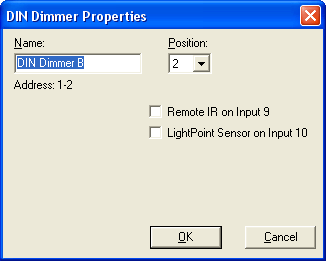 DIN Dimmer Properties
Name:
Position:
DIN Dimmer B
2
Address: 1-2
Remote IR on Input 9
LightPoint Sensor on Input 10
OK
Cancel